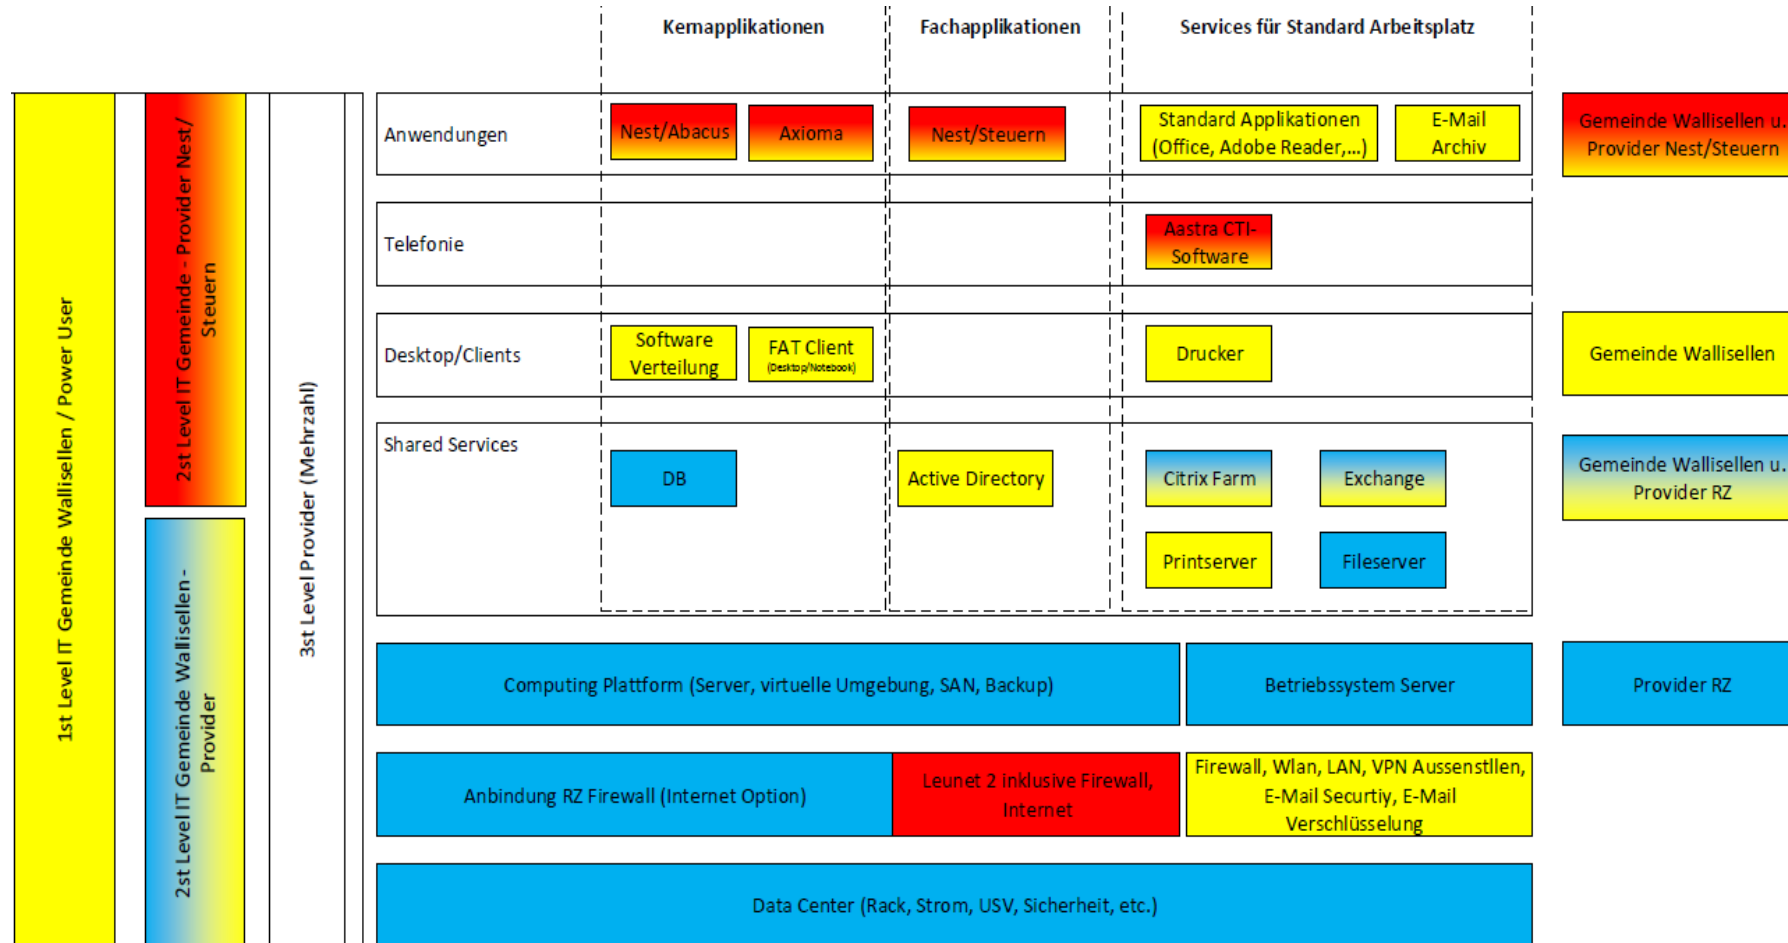 Kernapplikationen
Fachapplikationen
Services für Standard Arbeitsplatz
1st Level IT Gemeinde Wallisellen / Power User
2st Level IT Gemeinde - Provider Nest/
Steuern
2st Level IT Gemeinde Wallisellen -
Provider
3st Level Provider (Mehrzahl)
Anwendungen
Nest/Abacus
Axioma
Nest/Steuern
Standard Applikationen
(Office, Adobe Reader,...)
E-Mail
Archiv
Gemeinde Wallisellen u.
Provider Nest/Steuern
Telefonie
Aastra CTI-
Software
Desktop/Clients
Software
Verteilung
FAT Client
(Desktop/Notebook)
Drucker
Gemeinde Wallisellen
Shared Services
DB
Active Directory
Citrix Farm
Exchange
Gemeinde Wallisellen u.
Provider RZ
Printserver
Fileserver
Computing Plattform (Server, virtuelle Umgebung, SAN, Backup)
Betriebssystem Server
Provider RZ
Anbindung RZ Firewall (Internet Option)
Leunet 2 inklusive Firewall,
Internet
Firewall, Wlan, LAN, VPN Aussenstllen,
E-Mail Securtiy, E-Mail
Verschlüsselung
Data Center (Rack, Strom, USV, Sicherheit, etc.)